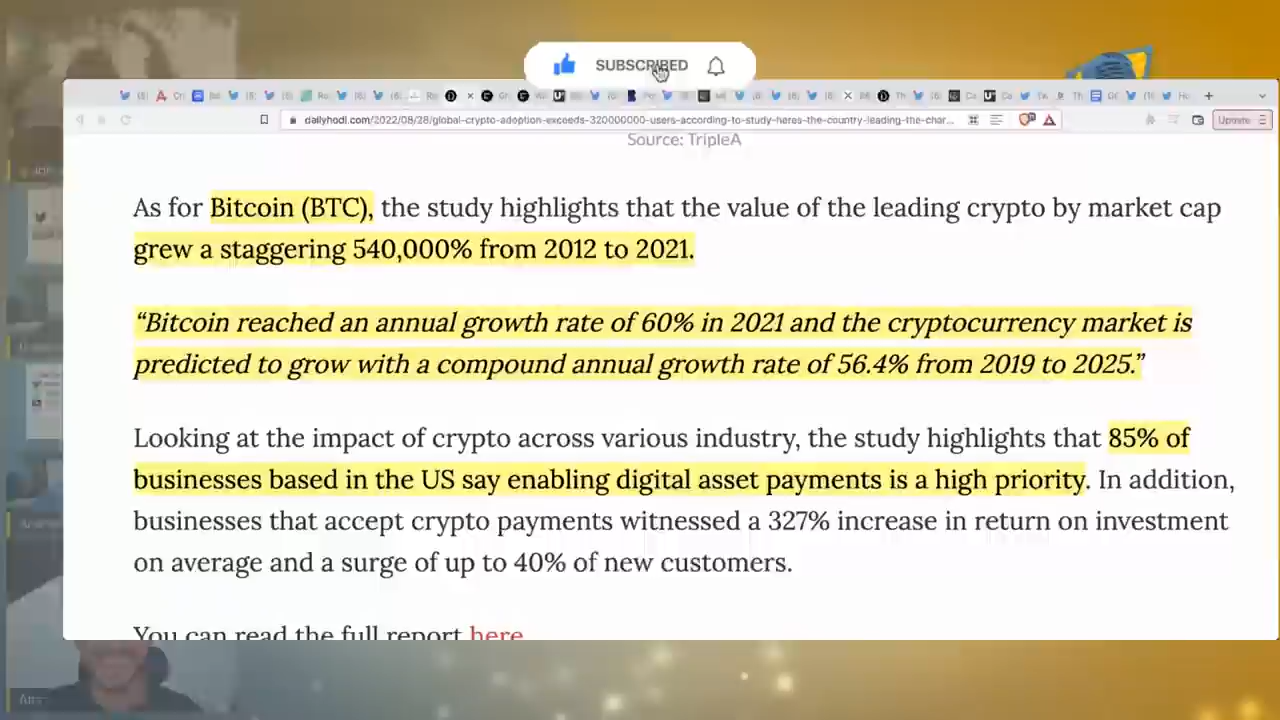 SUBSCRIBED
dailyhodl.com/2022/08/28/global-crypto-adoption-exceeds-320000000-users-according-to-study-heres-the-country-leading-the-char...
Update
Source: TripleA
As for Bitcoin (BTC), the study highlights that the value of the leading crypto by market cap
grew a staggering 540,000% from 2012 to 2021.
“Bitcoin reached an annual growth rate of 60% in 2021 and the cryptocurrency market is
predicted to grow with a compound annual growth rate of 56.4% from 2019 to 2025.”
Looking at the impact of crypto across various industry, the study highlights that 85% of
businesses based in the US say enabling digital asset payments is a high priority. In addition,
businesses that accept crypto payments witnessed a 327% increase in return on investment
on average and a surge of up to 40% of new customers.
You can read the full report here